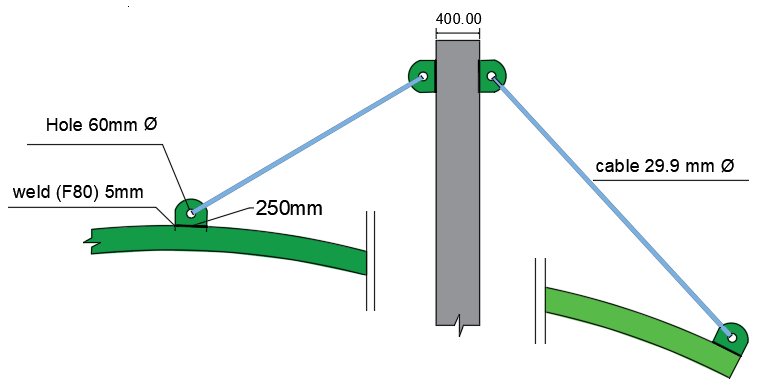 400.00
Hole 60mm Ø
cable 29.9 mm Ø
weld (F80) 5mm
250mm